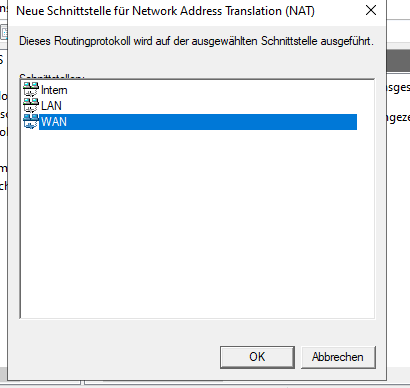 Neue Schnittstelle für Network Address Translation (NAT)
Dieses Routingprotokoll wird auf der ausgewählten Schnittstelle ausgeführt.
Schnittstellen:
Intern
LAN
WAN
OK
Abbrechen